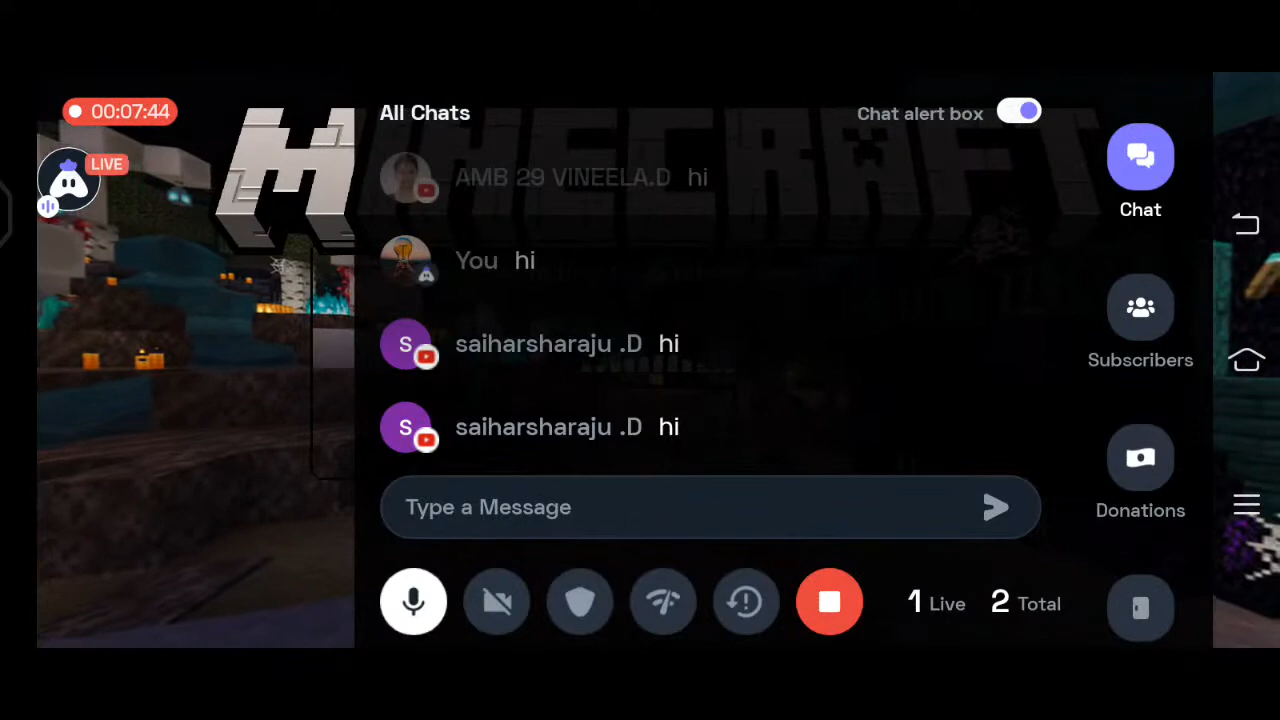 00:07:44
LIVE
MINECRAFT
All Chats
Chat alert box
AMB 29 VINEELA.D hi
You hi
S saiharsharaju .D hi
S saiharsharaju .D hi
Type a Message
1 Live 2 Total
Chat
Subscribers
Donations